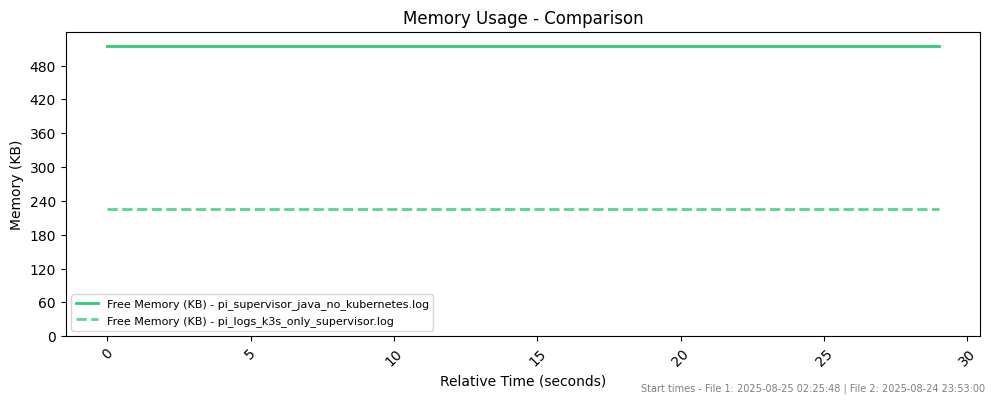 Memory Usage - Comparison
Memory (KB)
480
420
360
300
240
180
120
60
0
Free Memory (KB) - pi_supervisor_java_no_kubernetes.log
Free Memory (KB) - pi_logs_k3s_only_supervisor.log
0
5
10
15
20
25
30
Relative Time (seconds)
Start times - File 1: 2025-08-25 02:25:48 | File 2: 2025-08-24 23:53:00